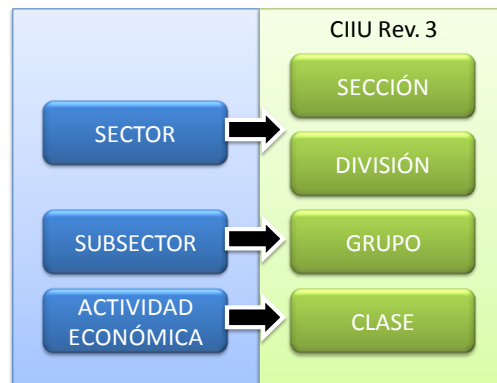 CIIU Rev. 3
SECCIÓN
SECTOR
DIVISIÓN
SUBSECTOR
GRUPO
ACTIVIDAD
ECONÓMICA
CLASE